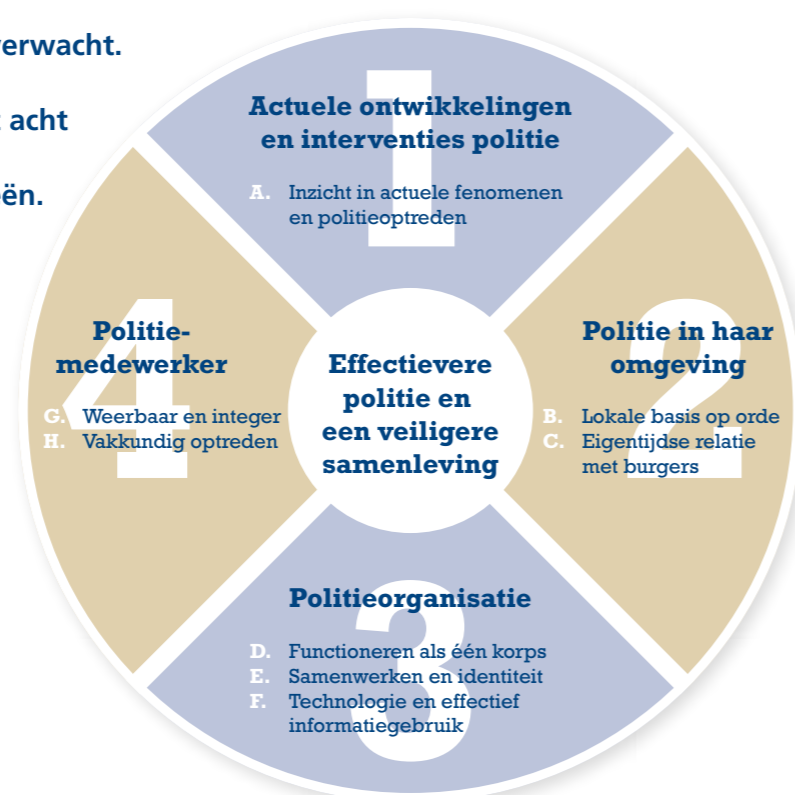 verwacht.
acht
1
Actuele ontwikkelingen
en interventies politie
A. Inzicht in actuele fenomenen
en politieoptreden
2
Politie in haar
omgeving
B. Lokale basis op orde
C. Eigentijdse relatie
met burgers
3
Politieorganisatie
D. Functioneren als één korps
E. Samenwerken en identiteit
F. Technologie en effectief
informatiegebruik
4
Politie-
medewerker
G. Weerbaar en integer
H. Vakkundig optreden
Effectievere
politie en
een veiligere
samenleving